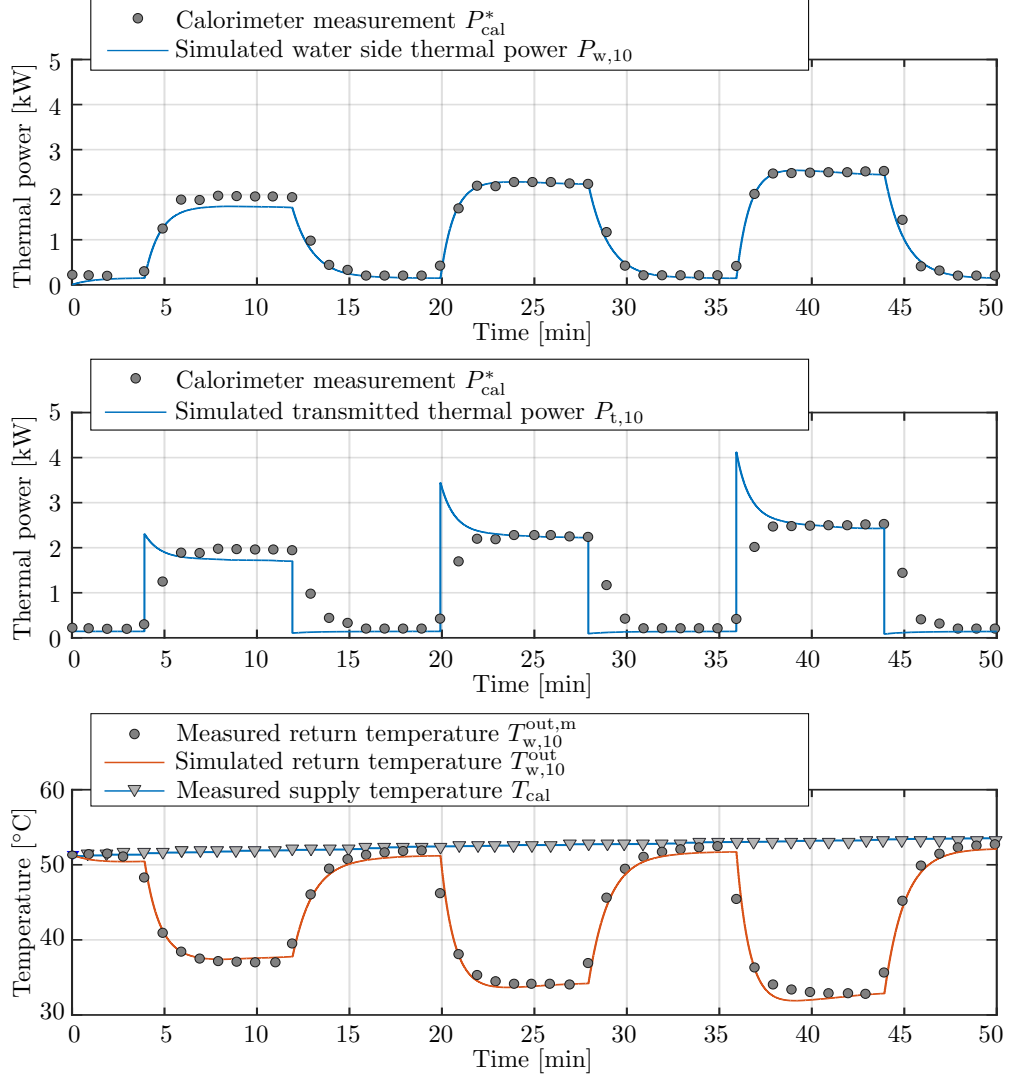 Calorimeter measurement P*cal
Simulated water side thermal power Pw,10
5
4
3
2
1
0
Thermal power [kW]
0 5 10 15 20 25 30 35 40 45 50
Time [min]
Calorimeter measurement P*cal
Simulated transmitted thermal power Pt,10
5
4
3
2
1
0
Thermal power [kW]
0 5 10 15 20 25 30 35 40 45 50
Time [min]
Measured return temperature T^out,m_w,10
Simulated return temperature T^out_w,10
Measured supply temperature Tcal
60
50
40
30
Temperature [°C]
0 5 10 15 20 25 30 35 40 45 50
Time [min]